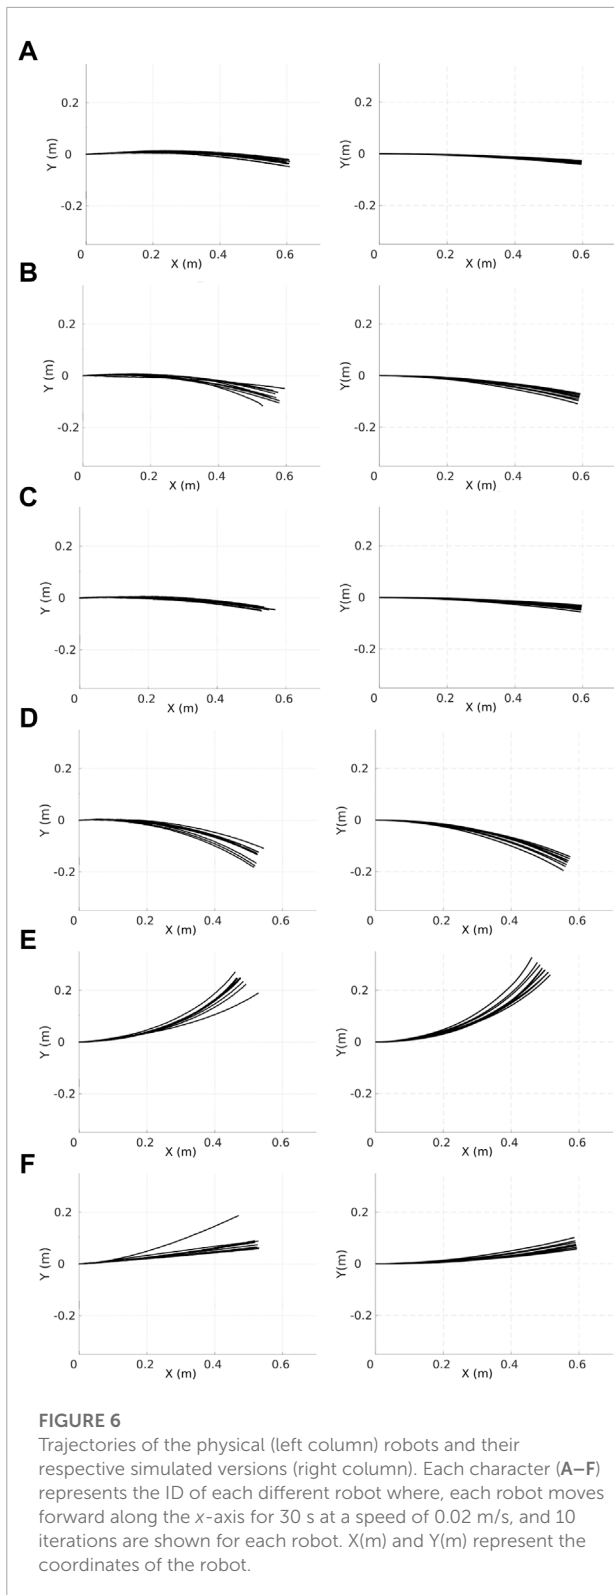 A
0.2 0.2
Y (m) 0 Y(m) 0
-0.2 -0.2
0 0.2 0.4 0.6 0 0.2 0.4 0.6
X (m) X (m)
B
0.2 0.2
Y (m) 0 Y(m) 0
-0.2 -0.2
0 0.2 0.4 0.6 0 0.2 0.4 0.6
X (m) X (m)
C
0.2 0.2
Y (m) 0 Y(m) 0
-0.2 -0.2
0 0.2 0.4 0.6 0 0.2 0.4 0.6
X (m) X (m)
D
0.2 0.2
Y (m) 0 Y(m) 0
-0.2 -0.2
0 0.2 0.4 0.6 0 0.2 0.4 0.6
X (m) X (m)
E
0.2 0.2
Y (m) 0 Y(m) 0
-0.2 -0.2
0 0.2 0.4 0.6 0 0.2 0.4 0.6
X (m) X (m)
F
0.2 0.2
Y (m) 0 Y(m) 0
-0.2 -0.2
0 0.2 0.4 0.6 0 0.2 0.4 0.6
X (m) X (m)
FIGURE 6
Trajectories of the physical (left column) robots and their
respective simulated versions (right column). Each character (A–F)
represents the ID of each different robot where, each robot moves
forward along the x-axis for 30 s at a speed of 0.02 m/s, and 10
iterations are shown for each robot. X(m) and Y(m) represent the
coordinates of the robot.